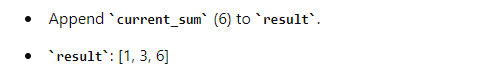 • Append `current_sum` (6) to `result`.
• `result`: [1, 3, 6]